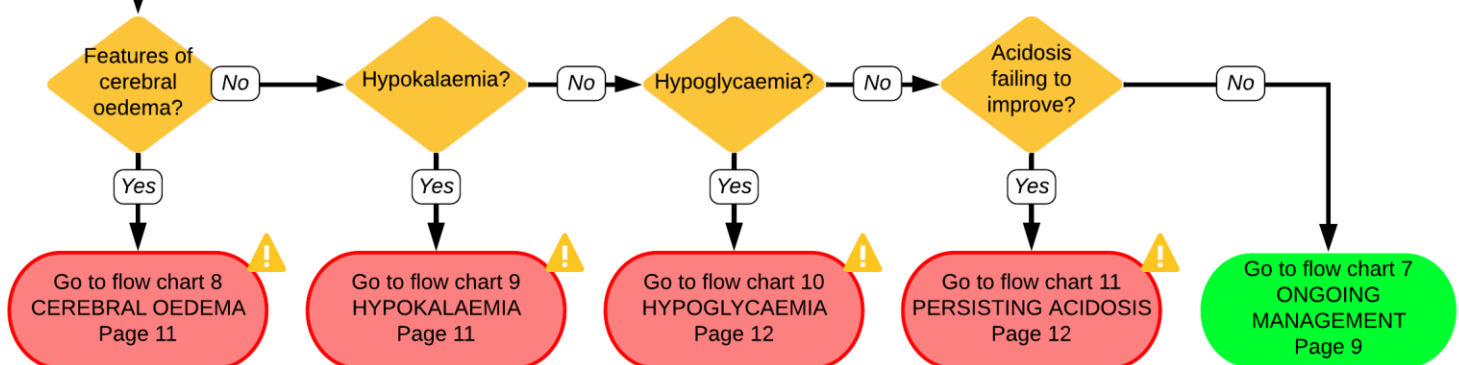 Features of
cerebral
oedema?
No
Hypokalaemia?
No
Hypoglycaemia?
No
Acidosis
failing to
improve?
No
Yes
Yes
Yes
Yes
Go to flow chart 8
CEREBRAL OEDEMA
Page 11
Go to flow chart 9
HYPOKALAEMIA
Page 11
Go to flow chart 10
HYPOGLYCAEMIA
Page 12
Go to flow chart 11
PERSISTING ACIDOSIS
Page 12
Go to flow chart 7
ONGOING
MANAGEMENT
Page 9